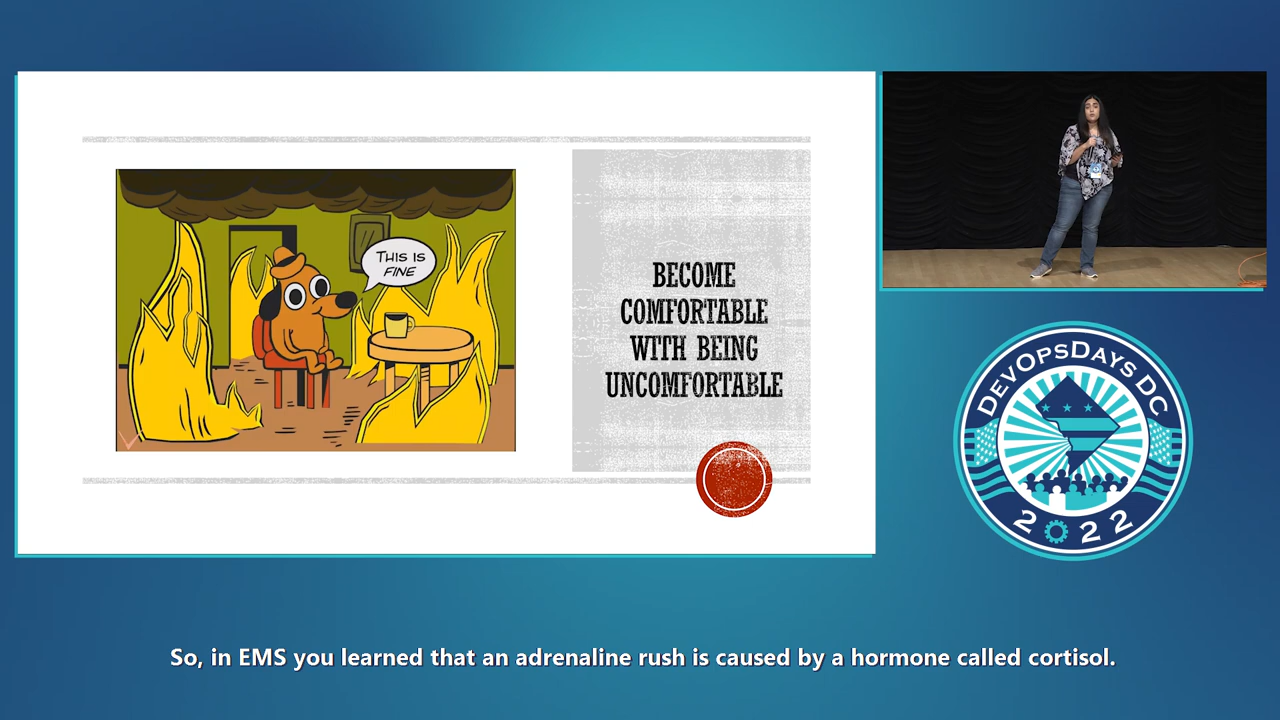 THIS IS
FINE
BECOME
COMFORTABLE
WITH BEING
UNCOMFORTABLE
DEVOPSDAYS DC
2022
So, in EMS you learned that an adrenaline rush is caused by a hormone called cortisol.